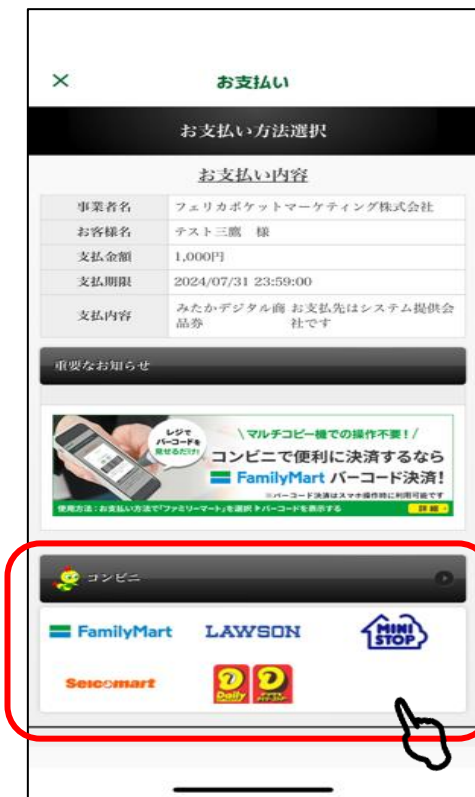 × お支払い
お支払い方法選択
お支払い内容
事業者名 フェリカポケットマーケティング株式会社
お客様名 テスト三鷹 様
支払金額 1,000円
支払期限 2024/07/31 23:59:00
支払内容 みたかデジタル商品券 お支払先はシステム提供会社です
重要なお知らせ
レジで
バーコードを
見せるだけ!
\マルチコピー機での操作不要!/
コンビニで便利に決済するなら
FamilyMart バーコード決済!
※バーコード決済はスマホ操作時に利用可能です
使用方法:お支払い方法で「ファミリーマート」を選択▶バーコードを表示する 詳細
コンビニ
FamilyMart LAWSON MINI STOP
Seicomart Daily